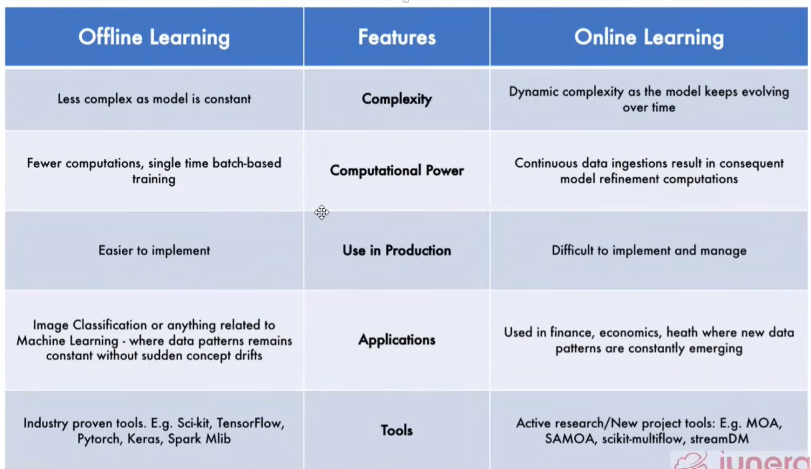 Offline Learning
Features
Online Learning
Less complex as model is constant
Complexity
Dynamic complexity as the model keeps evolving
over time
Fewer computations, single time batch-based
training
Computational Power
Continuous data ingestions result in consequent
model refinement computations
Easier to implement
Use in Production
Difficult to implement and manage
Image Classification or anything related to
Machine Learning - where data patterns remains
constant without sudden concept drifts
Applications
Used in finance, economics, heath where new data
patterns are constantly emerging
Industry proven tools. E.g. Sci-kit, TensorFlow,
Pytorch, Keras, Spark Mlib
Tools
Active research/New project tools: E.g. MOA,
SAMOA, scikit-multiflow, streamDM